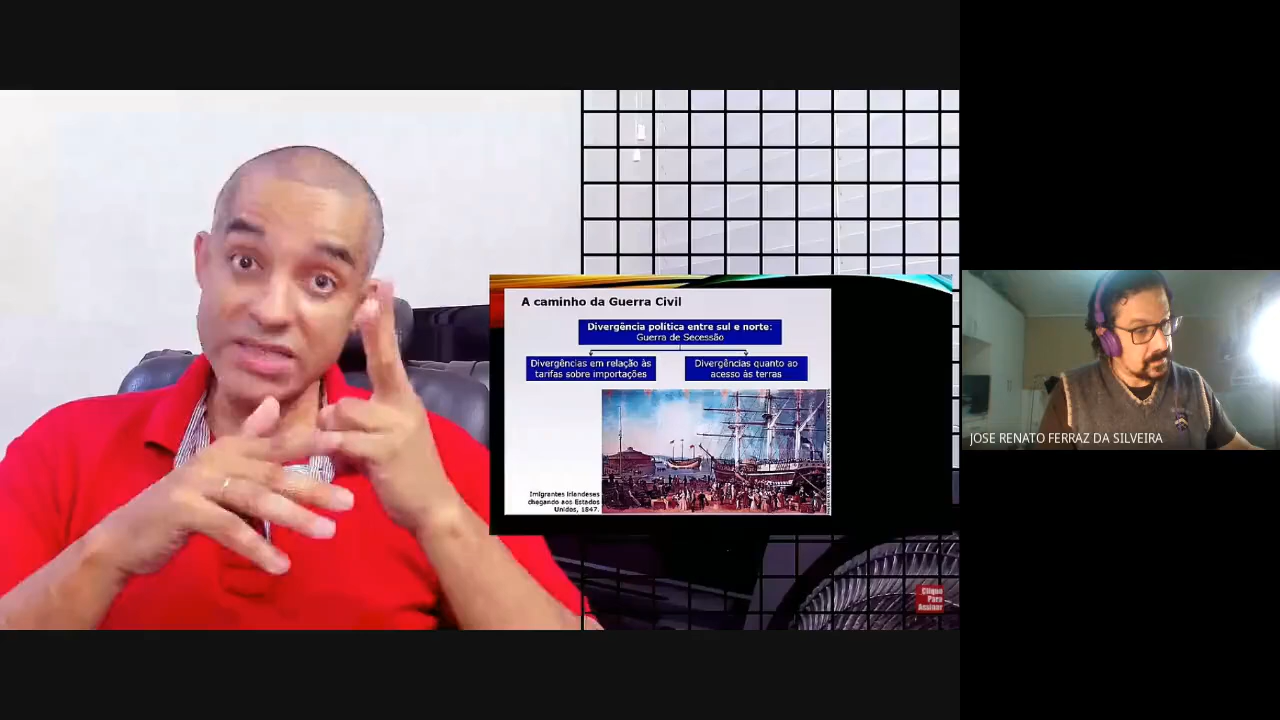 A caminho da Guerra Civil
Divergência política entre sul e norte:
Guerra de Secessão
Divergências em relação às
tarifas sobre importações
Divergências quanto ao
acesso às terras
Imigrantes irlandeses
chegando aos Estados
Unidos, 1847.
Clique
Para
Assinar
JOSE RENATO FERRAZ DA SILVEIRA